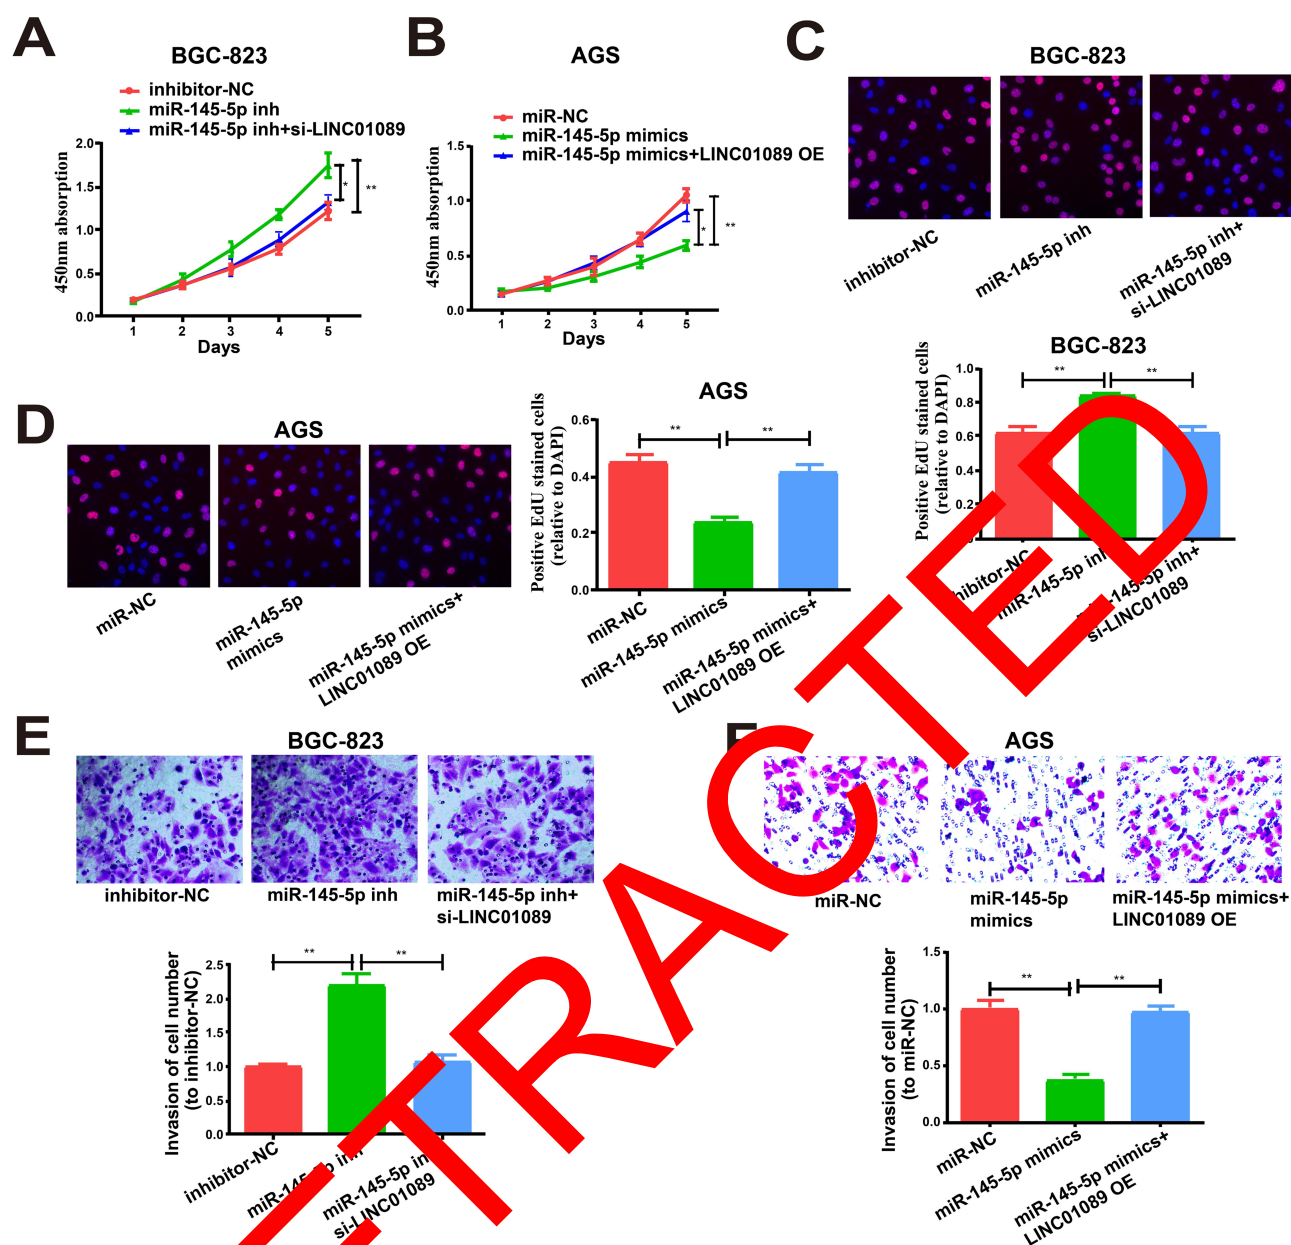 A
BGC-823
inhibitor-NC
miR-145-5p inh
miR-145-5p inh+si-LINC01089
450nm absorption
2.0
1.5
1.0
0.5
0.0
*
**
1 2 3 4 5
Days
B
AGS
miR-NC
miR-145-5p mimics
miR-145-5p mimics+LINC01089 OE
450nm absorption
1.5
1.0
0.5
0.0
*
**
1 2 3 4 5
Days
C
BGC-823
inhibitor-NC
miR-145-5p inh
miR-145-5p inh+
si-LINC01089
BGC-823
Positive EdU stained cells
(relative to DAPI)
1.0
0.8
0.6
0.4
0.2
** **
miR-145-5p inh
si-LINC01089
D
AGS
miR-NC
miR-145-5p
mimics
miR-145-5p mimics+
LINC01089 OE
AGS
Positive EdU stained cells
(relative to DAPI)
0.6
0.4
0.2
0.0
** **
miR-NC
miR-145-5p mimics
miR-145-5p mimics+
LINC01089 OE
E
BGC-823
inhibitor-NC
miR-145-5p inh
miR-145-5p inh+
si-LINC01089
Invasion of cell number
(to inhibitor-NC)
2.5
2.0
1.5
1.0
0.5
0.0
** **
inhibitor-NC
si-LINC01089
AGS
miR-NC
miR-145-5p
mimics
miR-145-5p mimics+
LINC01089 OE
Invasion of cell number
(to miR-NC)
1.5
1.0
0.5
0.0
** **
miR-NC
miR-145-5p mimics
miR-145-5p mimics+
LINC01089 OE
TRACTED